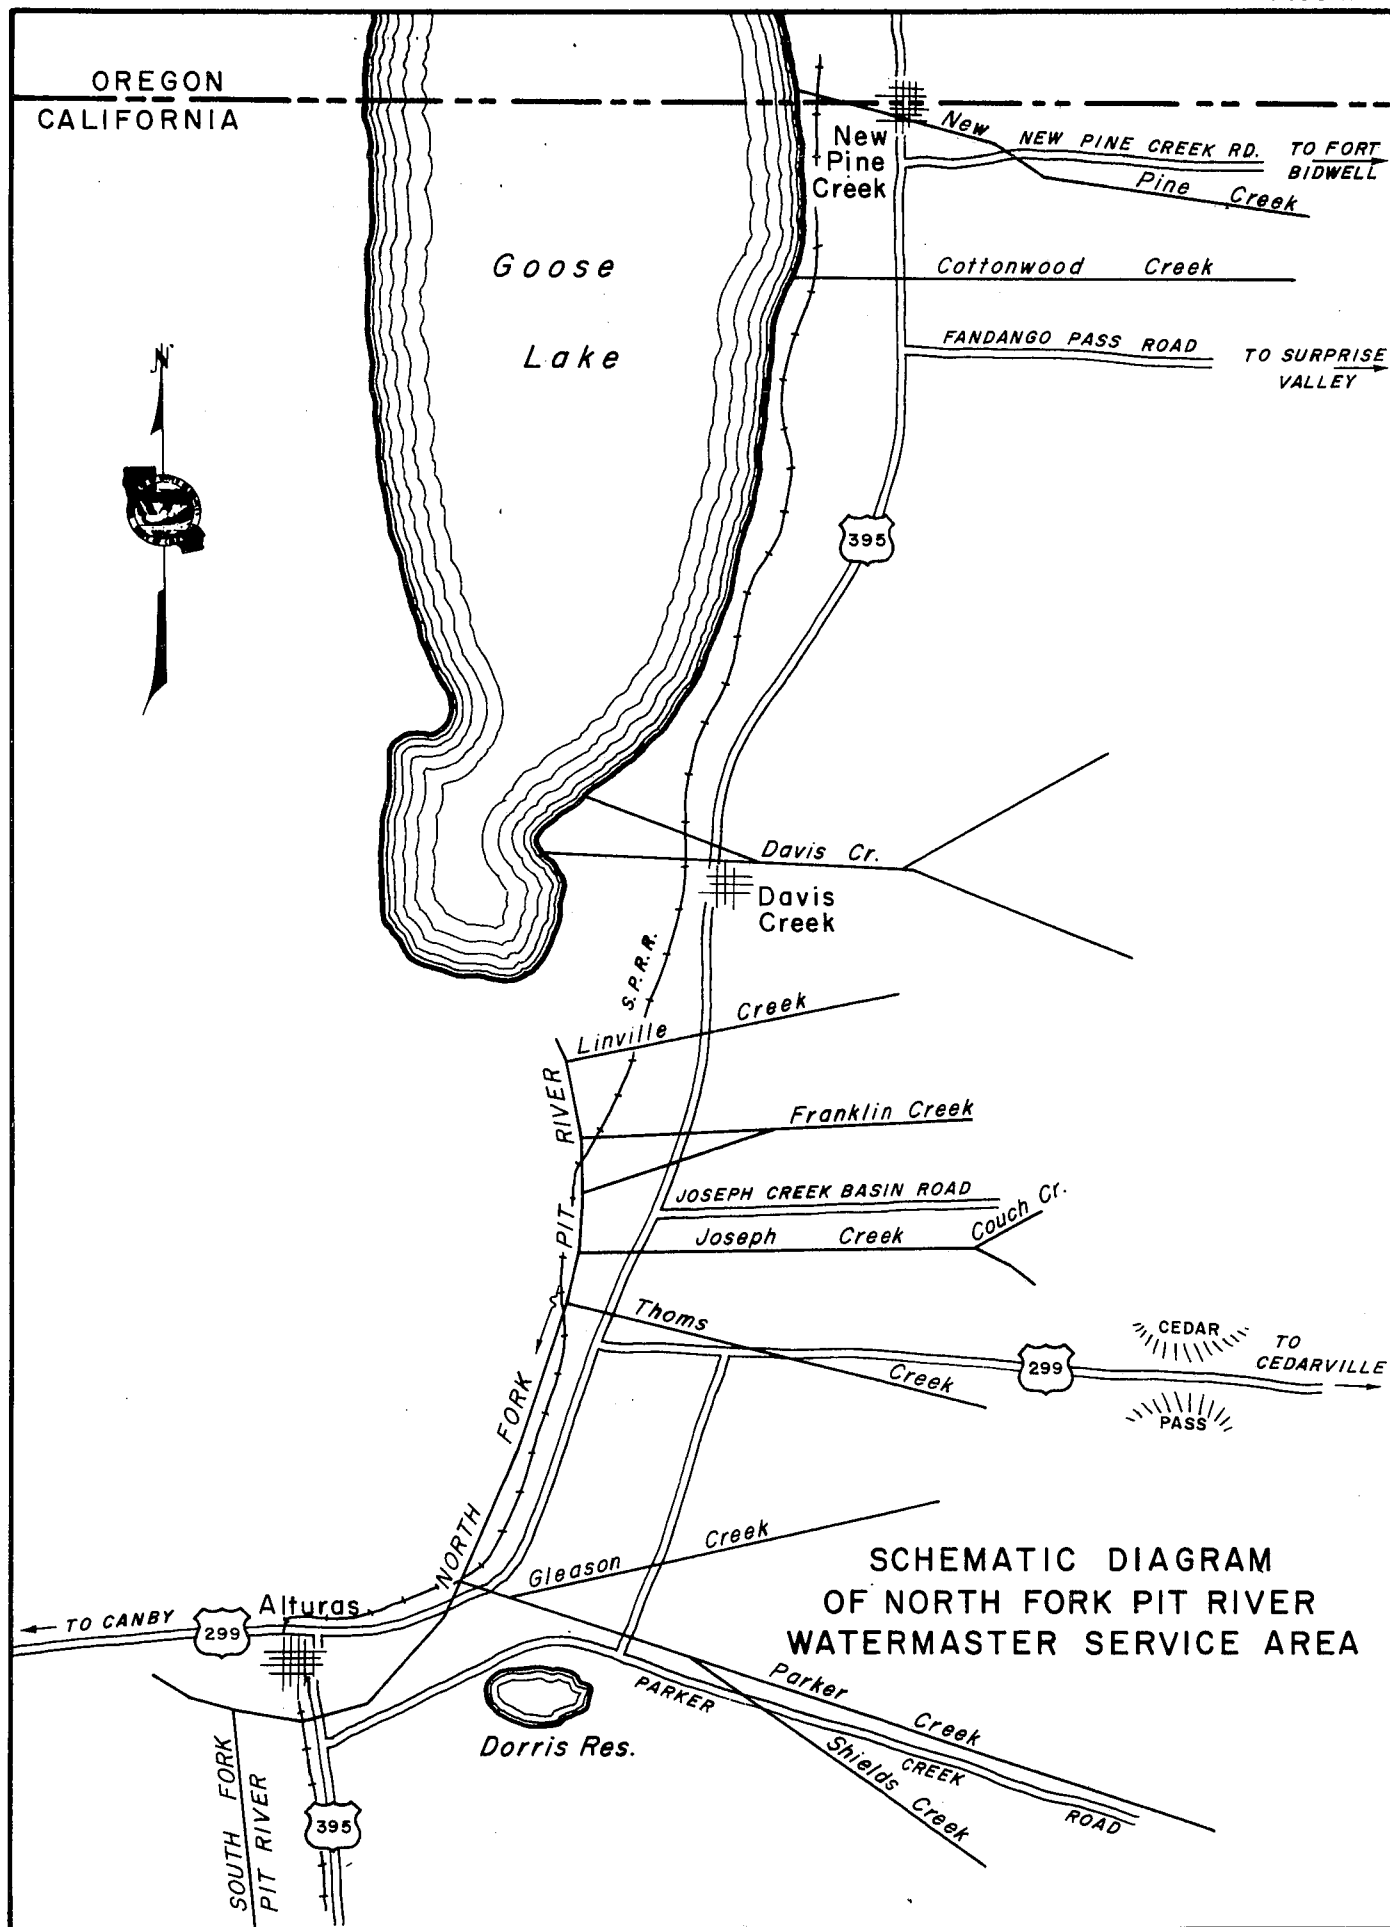 OREGON
CALIFORNIA
New
Pine
Creek
New Pine Creek
NEW PINE CREEK RD.
TO FORT
BIDWELL
Goose
Lake
Cottonwood Creek
FANDANGO PASS ROAD
TO SURPRISE
VALLEY
N
395
Davis Cr.
Davis
Creek
S.P.R.R.
Linville Creek
Franklin Creek
JOSEPH CREEK BASIN ROAD
Joseph Creek
Couch Cr.
NORTH FORK PIT RIVER
Thoms Creek
CEDAR
PASS
299
TO
CEDARVILLE
Gleason Creek
SCHEMATIC DIAGRAM
OF NORTH FORK PIT RIVER
WATERMASTER SERVICE AREA
TO CANBY
299
Alturas
Dorris Res.
PARKER CREEK ROAD
Parker Creek
Shields Creek
SOUTH FORK
PIT RIVER
395